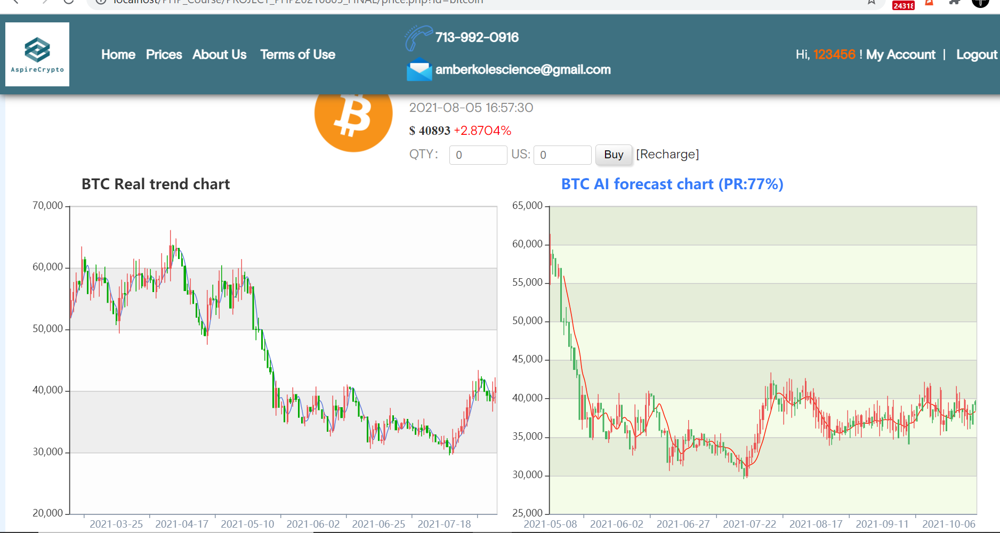 localhost/PHP_Course/PROJECT_PHP20210805_FINAL/price.php?id=bitcoin
24318
AspireCrypto
Home Prices About Us Terms of Use
713-992-0916
amberkolescience@gmail.com
Hi, 123456 ! My Account | Logout
2021-08-05 16:57:30
$ 40893 +2.8704%
QTY: 0 US: 0 Buy [Recharge]
BTC Real trend chart
70,000
60,000
50,000
40,000
30,000
20,000
2021-03-25 2021-04-17 2021-05-10 2021-06-02 2021-06-25 2021-07-18
BTC AI forecast chart (PR:77%)
65,000
60,000
55,000
50,000
45,000
40,000
35,000
30,000
25,000
2021-05-08 2021-06-02 2021-06-27 2021-07-22 2021-08-17 2021-09-11 2021-10-06